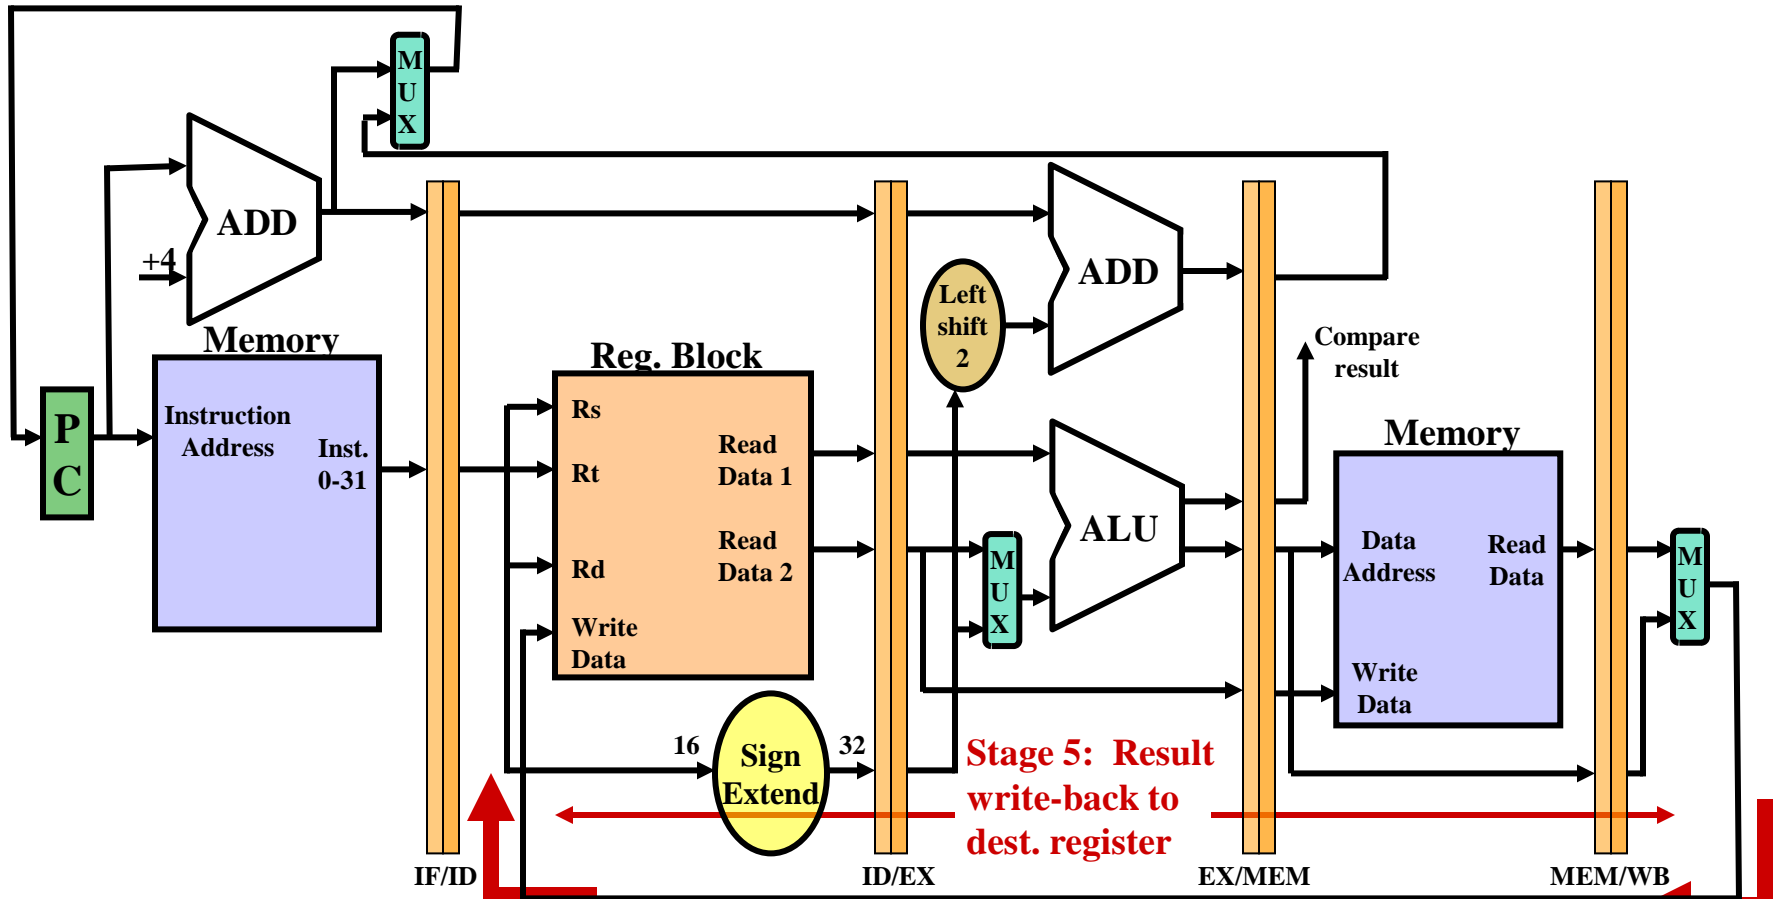 M
U
X
ADD
+4
Memory
Instruction
Address
Inst.
0-31
P
C
Reg. Block
Rs
Rt
Rd
Write
Data
Read
Data 1
Read
Data 2
16
Sign
Extend
32
Left
shift
2
ADD
M
U
X
ALU
Compare
result
Memory
Data
Address
Read
Data
Write
Data
M
U
X
Stage 5: Result
write-back to
dest. register
IF/ID
ID/EX
EX/MEM
MEM/WB